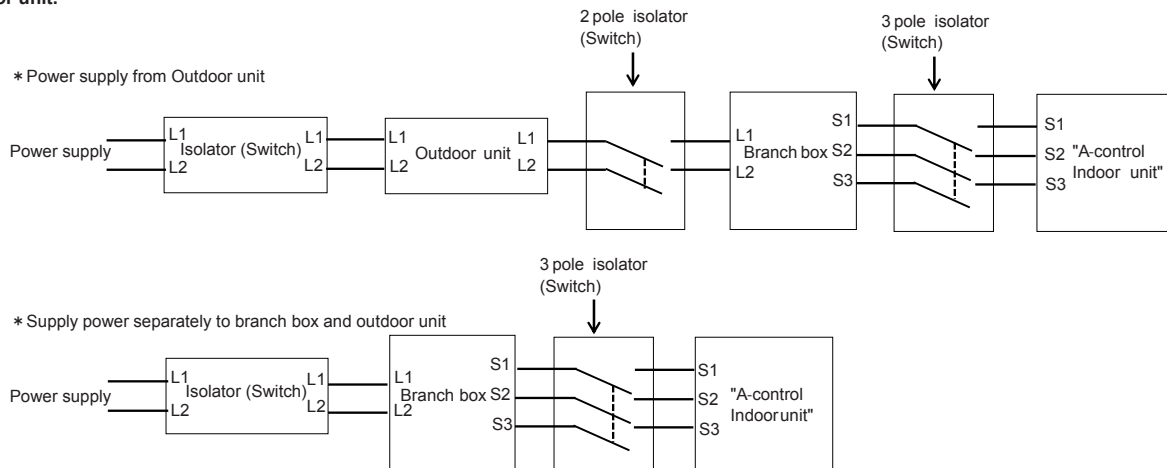 or unit.
2 pole isolator
(Switch)
3 pole isolator
(Switch)
* Power supply from Outdoor unit
Power supply
L1
L2
Isolator (Switch)
L1
L2
L1
L2
Outdoor unit
L1
L2
L1
L2
Branch box
S1
S2
S3
S1
S2
S3
"A-control
Indoor unit"
3 pole isolator
(Switch)
* Supply power separately to branch box and outdoor unit
Power supply
L1
L2
Isolator (Switch)
L1
L2
L1
L2
Branch box
S1
S2
S3
S1
S2
S3
"A-control
Indoorunit"